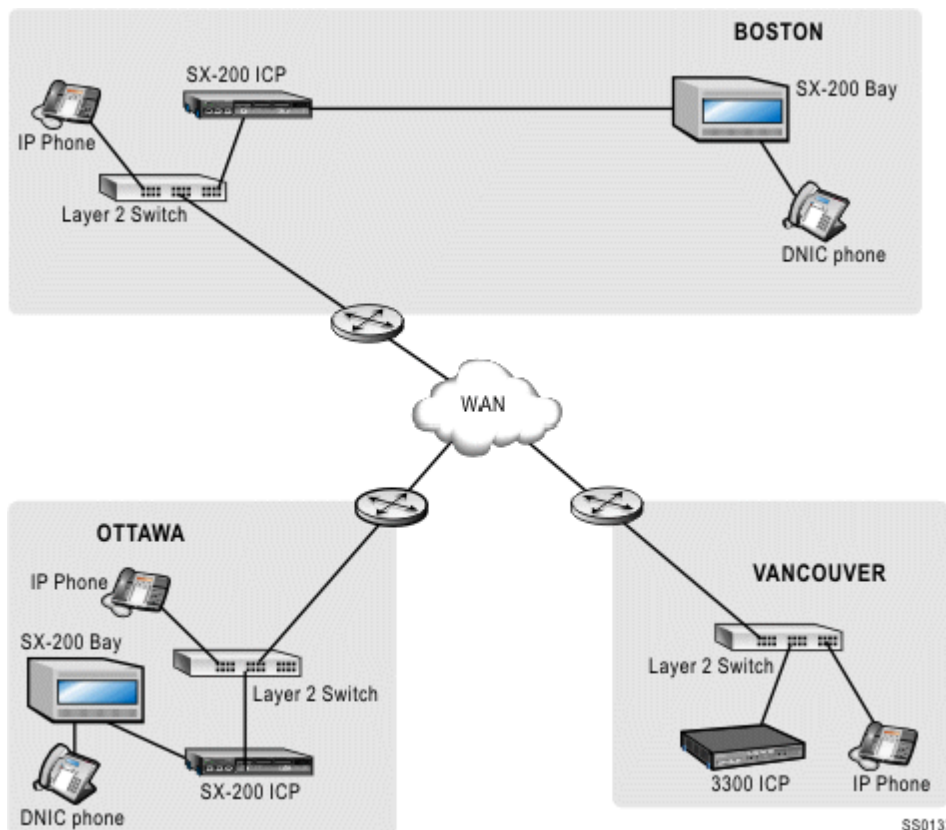 BOSTON
SX-200 ICP
SX-200 Bay
IP Phone
Layer 2 Switch
DNIC phone
WAN
OTTAWA
IP Phone
SX-200 Bay
Layer 2 Switch
SX-200 ICP
DNIC phone
VANCOUVER
Layer 2 Switch
3300 ICP
IP Phone
SS013